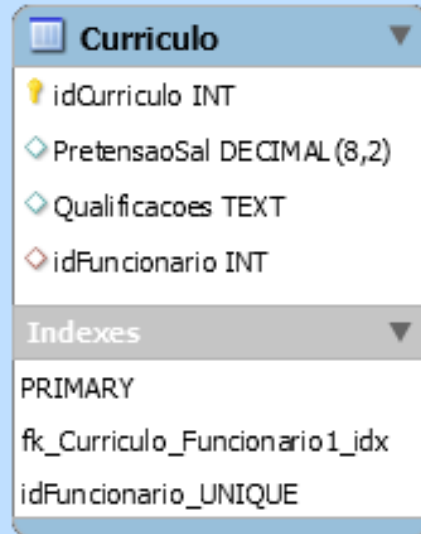 Curriculo
idCurriculo INT
PretensaoSal DECIMAL(8,2)
Qualificacoes TEXT
idFuncionario INT
Indexes
PRIMARY
fk_Curriculo_Funcionario1_idx
idFuncionario_UNIQUE